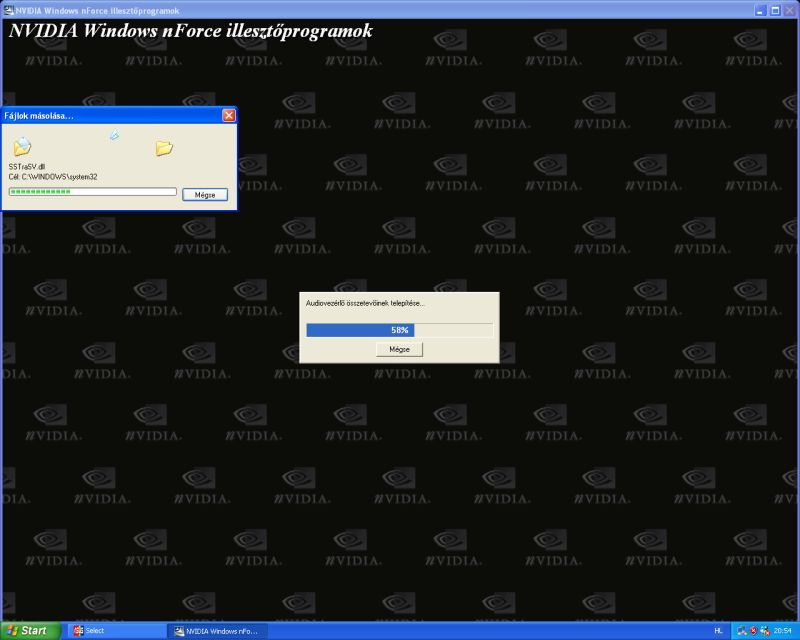 NVIDIA Windows nForce illesztőprogramok
NVIDIA Windows nForce illesztőprogramok
Fájlok másolása...
SSTraSV.dll
Cél: C:\WINDOWS\system32
Mégse
Audiovezérlő összetevőinek telepítése...
58%
Mégse
NVIDIA.
Start
Select
NVIDIA Windows nFo...
HL
20:54